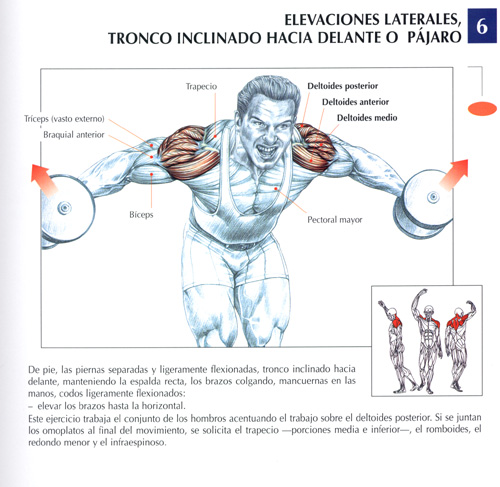 ELEVACIONES LATERALES,
TRONCO INCLINADO HACIA DELANTE O PÁJARO
6
Trapecio
Deltoides posterior
Deltoides anterior
Deltoides medio
Tríceps (vasto externo)
Braquial anterior
Bíceps
Pectoral mayor
De pie, las piernas separadas y ligeramente flexionadas, tronco inclinado hacia
delante, manteniendo la espalda recta, los brazos colgando, mancuernas en las
manos, codos ligeramente flexionados:
– elevar los brazos hasta la horizontal.
Este ejercicio trabaja el conjunto de los hombros acentuando el trabajo sobre el deltoides posterior. Si se juntan
los omoplatos al final del movimiento, se solicita el trapecio —porciones media e inferior—, el romboides, el
redondo menor y el infraespinoso.